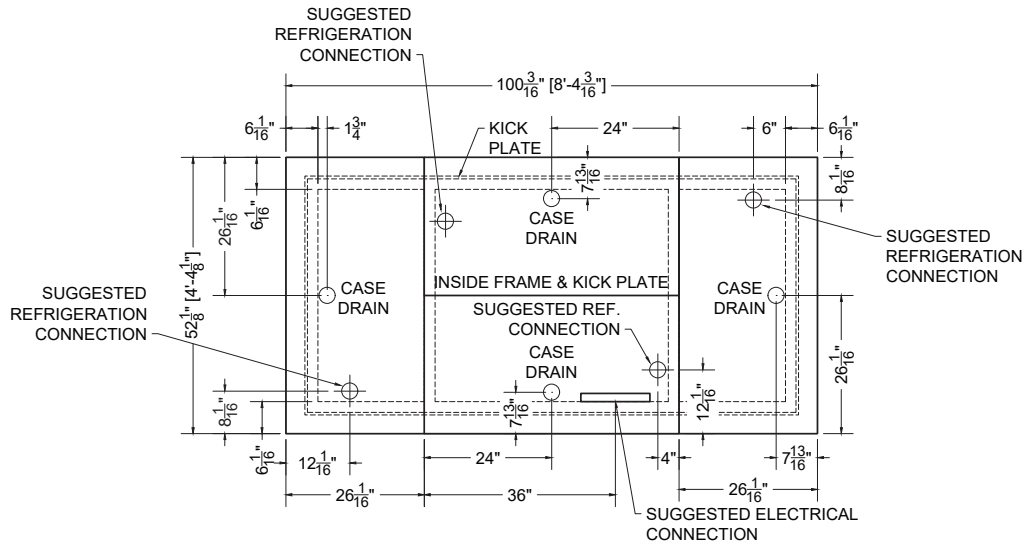 SUGGESTED
REFRIGERATION
CONNECTION
100 3/16" [8'-4 3/16"]
6 1/16"
1 3/4"
KICK
PLATE
24"
6"
6 1/16"
26 1/16"
6 1/16"
7 13/16"
8 1/16"
CASE
DRAIN
SUGGESTED
REFRIGERATION
CONNECTION
52 1/8" [4'-4 1/8"]
SUGGESTED
REFRIGERATION
CONNECTION
CASE
DRAIN
INSIDE FRAME & KICK PLATE
CASE
DRAIN
SUGGESTED REF.
CONNECTION
CASE
DRAIN
26 1/16"
8 1/16"
7 13/16"
12 1/16"
6 1/16"
12 1/16"
24"
4"
7 13/16"
26 1/16"
36"
26 1/16"
SUGGESTED ELECTRICAL
CONNECTION